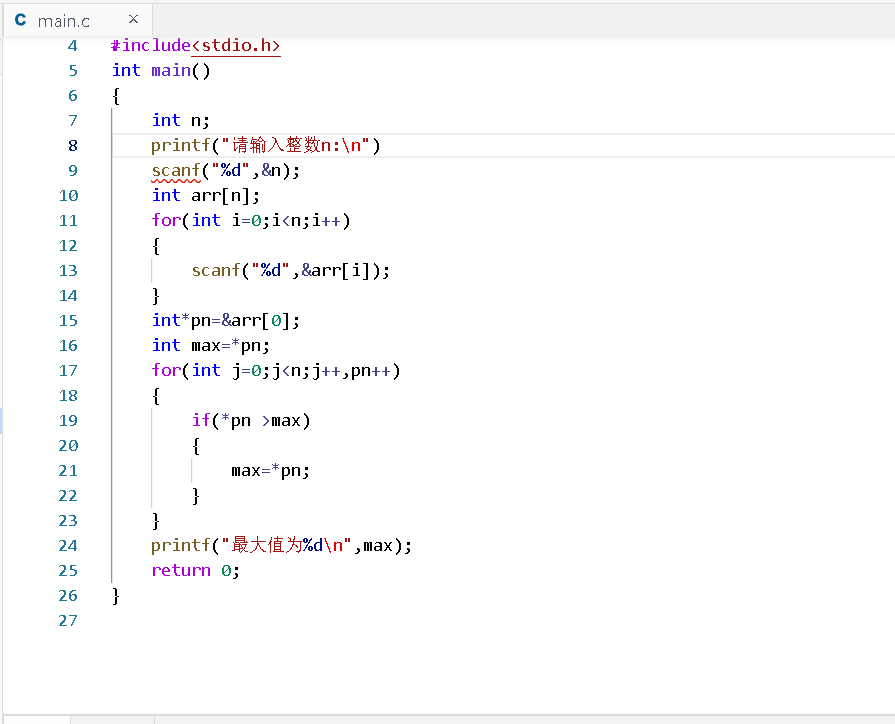 C main.c ×
4 #include<stdio.h>
5 int main()
6 {
7 int n;
8 printf("请输入整数n:\n")
9 scanf("%d",&n);
10 int arr[n];
11 for(int i=0;i<n;i++)
12 {
13 scanf("%d",&arr[i]);
14 }
15 int*pn=&arr[0];
16 int max=*pn;
17 for(int j=0;j<n;j++,pn++)
18 {
19 if(*pn >max)
20 {
21 max=*pn;
22 }
23 }
24 printf("最大值为%d\n",max);
25 return 0;
26 }
27